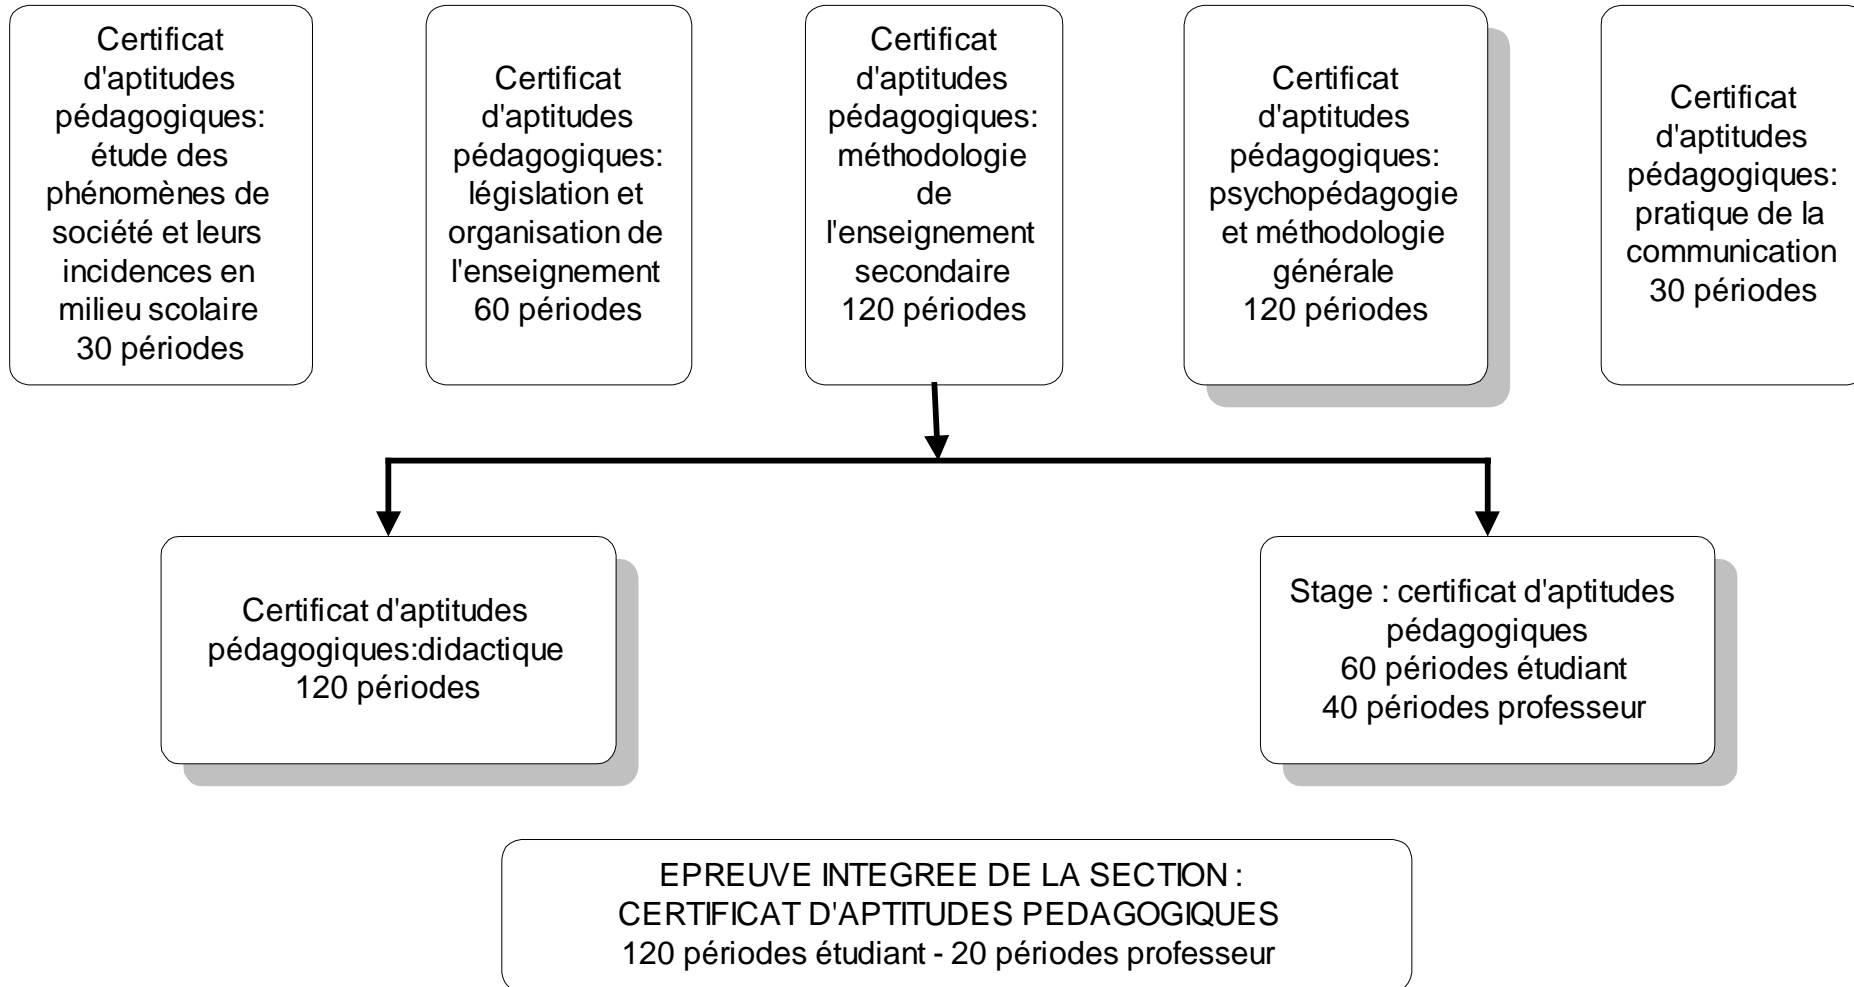 Certificat
d'aptitudes
pédagogiques:
étude des
phénomènes de
société et leurs
incidences en
milieu scolaire
30 périodes
Certificat
d'aptitudes
pédagogiques:
législation et
organisation de
l'enseignement
60 périodes
Certificat
d'aptitudes
pédagogiques:
méthodologie
de
l'enseignement
secondaire
120 périodes
Certificat
d'aptitudes
pédagogiques:
psychopédagogie
et méthodologie
générale
120 périodes
Certificat
d'aptitudes
pédagogiques:
pratique de la
communication
30 périodes
Certificat d'aptitudes
pédagogiques:didactique
120 périodes
Stage : certificat d'aptitudes
pédagogiques
60 périodes étudiant
40 périodes professeur
EPREUVE INTEGREE DE LA SECTION :
CERTIFICAT D'APTITUDES PEDAGOGIQUES
120 périodes étudiant - 20 périodes professeur